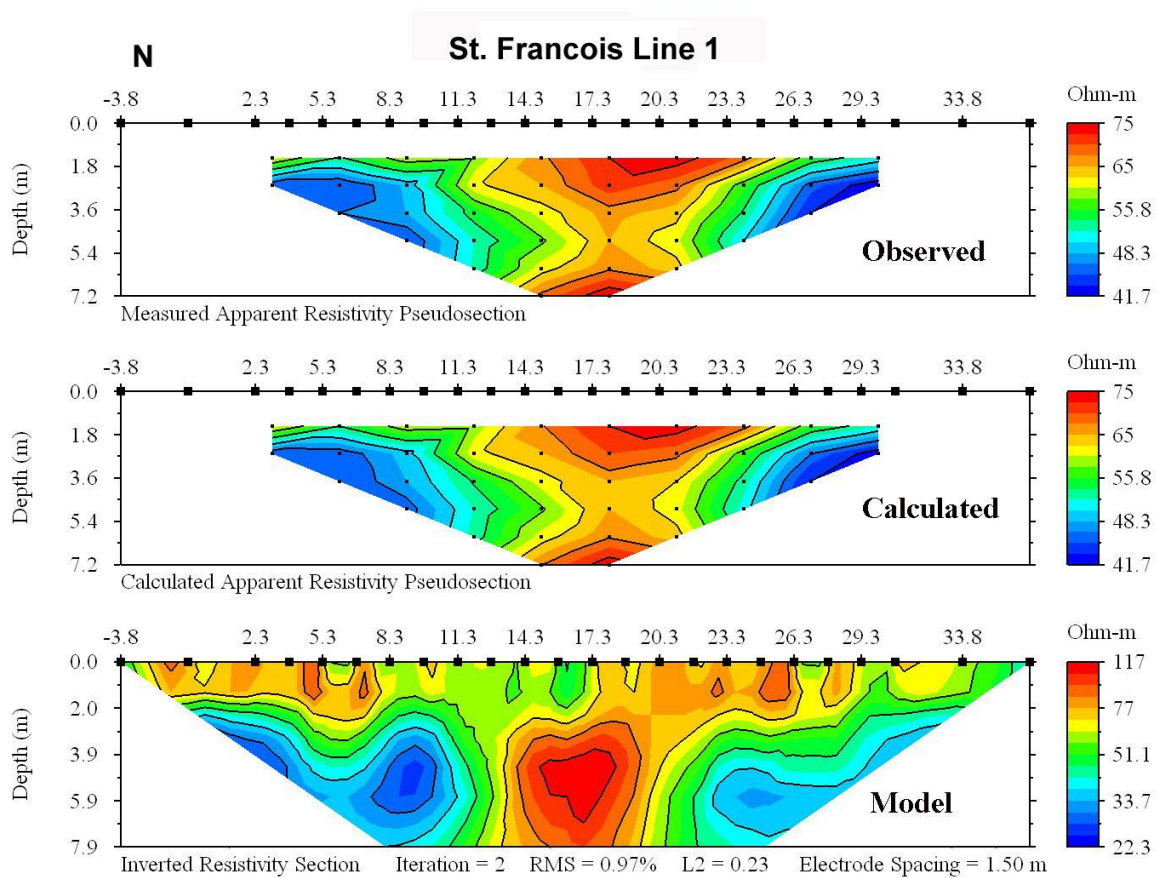 N
St. Francois Line 1
-3.8 2.3 5.3 8.3 11.3 14.3 17.3 20.3 23.3 26.3 29.3 33.8
Ohm-m
0.0
1.8
3.6
5.4
7.2
Depth (m)
Observed
75
65
55.8
48.3
41.7
Measured Apparent Resistivity Pseudosection
-3.8 2.3 5.3 8.3 11.3 14.3 17.3 20.3 23.3 26.3 29.3 33.8
Ohm-m
0.0
1.8
3.6
5.4
7.2
Depth (m)
Calculated
75
65
55.8
48.3
41.7
Calculated Apparent Resistivity Pseudosection
-3.8 2.3 5.3 8.3 11.3 14.3 17.3 20.3 23.3 26.3 29.3 33.8
Ohm-m
0.0
2.0
3.9
5.9
7.9
Depth (m)
Model
117
77
51.1
33.7
22.3
Inverted Resistivity Section Iteration = 2 RMS = 0.97% L2 = 0.23 Electrode Spacing = 1.50 m